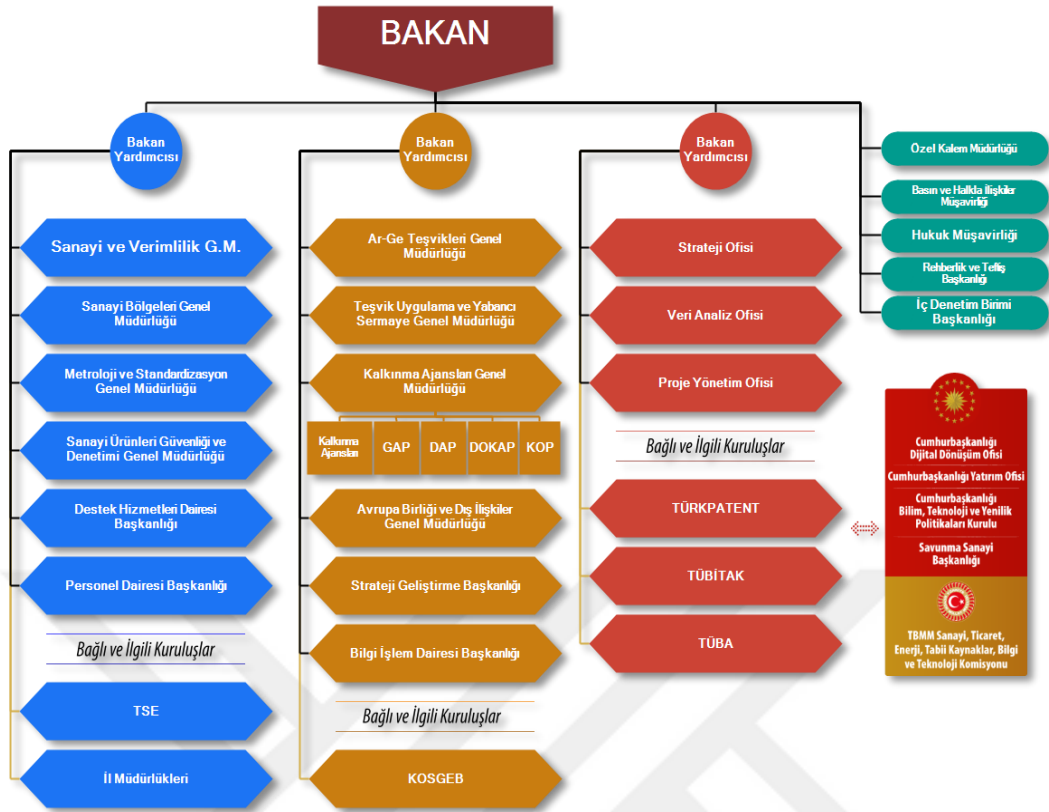 BAKAN
Bakan
Yardımcısı
Sanayi ve Verimlilik G.M.
Sanayi Bölgeleri Genel
Müdürlüğü
Metroloji ve Standardizasyon
Genel Müdürlüğü
Sanayi Ürünleri Güvenliği ve
Denetimi Genel Müdürlüğü
Destek Hizmetleri Dairesi
Başkanlığı
Personel Dairesi Başkanlığı
Bağlı ve İlgili Kuruluşlar
TSE
İl Müdürlükleri
Bakan
Yardımcısı
Ar-Ge Teşvikleri Genel
Müdürlüğü
Teşvik Uygulama ve Yabancı
Sermaye Genel Müdürlüğü
Kalkınma Ajansları Genel
Müdürlüğü
Kalkınma
Ajansları
GAP
DAP
DOKAP
KOP
Avrupa Birliği ve Dış İlişkiler
Genel Müdürlüğü
Strateji Geliştirme Başkanlığı
Bilgi İşlem Dairesi Başkanlığı
Bağlı ve İlgili Kuruluşlar
KOSGEB
Bakan
Yardımcısı
Strateji Ofisi
Veri Analiz Ofisi
Proje Yönetim Ofisi
Bağlı ve İlgili Kuruluşlar
TÜRKPATENT
TÜBİTAK
TÜBA
Özel Kalem Müdürlüğü
Basın ve Halkla İlişkiler
Müşavirliği
Hukuk Müşavirliği
Rehberlik ve Teftiş
Başkanlığı
İç Denetim Birimi
Başkanlığı
Cumhurbaşkanlığı
Dijital Dönüşüm Ofisi
Cumhurbaşkanlığı Yatırım Ofisi
Cumhurbaşkanlığı
Bilim, Teknoloji ve Yenilik
Politikaları Kurulu
Savunma Sanayi
Başkanlığı
TBMM Sanayi, Ticaret,
Enerji, Tabii Kaynaklar, Bilgi
ve Teknoloji Komisyonu